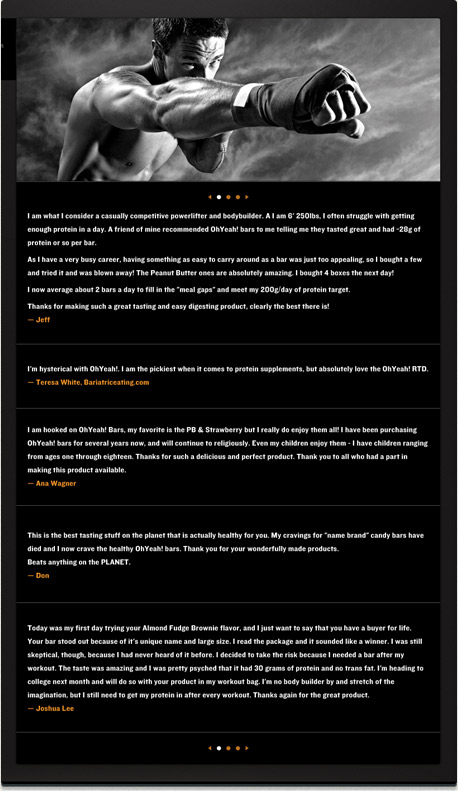 I am what I consider a casually competitive powerlifter and bodybuilder. A I am 6' 250lbs, I often struggle with getting
enough protein in a day. A friend of mine recommended OhYeah! bars to me telling me they tasted great and had ~28g of
protein or so per bar.
As I have a very busy career, having something as easy to carry around as a bar was just too appealing, so I bought a few
and tried it and was blown away! The Peanut Butter ones are absolutely amazing. I bought 4 boxes the next day!
I now average about 2 bars a day to fill in the "meal gaps" and meet my 200g/day of protein target.
Thanks for making such a great tasting and easy digesting product, clearly the best there is!
— Jeff
I'm hysterical with OhYeah!. I am the pickiest when it comes to protein supplements, but absolutely love the OhYeah! RTD.
— Teresa White, Bariatriceating.com
I am hooked on OhYeah! Bars, my favorite is the PB & Strawberry but I really do enjoy them all! I have been purchasing
OhYeah! bars for several years now, and will continue to religiously. Even my children enjoy them - I have children ranging
from ages one through eighteen. Thanks for such a delicious and perfect product. Thank you to all who had a part in
making this product available.
— Ana Wagner
This is the best tasting stuff on the planet that is actually healthy for you. My cravings for "name brand" candy bars have
died and I now crave the healthy OhYeah! bars. Thank you for your wonderfully made products.
Beats anything on the PLANET.
— Don
Today was my first day trying your Almond Fudge Brownie flavor, and I just want to say that you have a buyer for life.
Your bar stood out because of it's unique name and large size. I read the package and it sounded like a winner. I was still
skeptical, though, because I had never heard of it before. I decided to take the risk because I needed a bar after my
workout. The taste was amazing and I was pretty psyched that it had 30 grams of protein and no trans fat. I'm heading to
college next month and will do so with your product in my workout bag. I'm no body builder by and stretch of the
imagination, but I still need to get my protein in after every workout. Thanks again for the great product.
— Joshua Lee